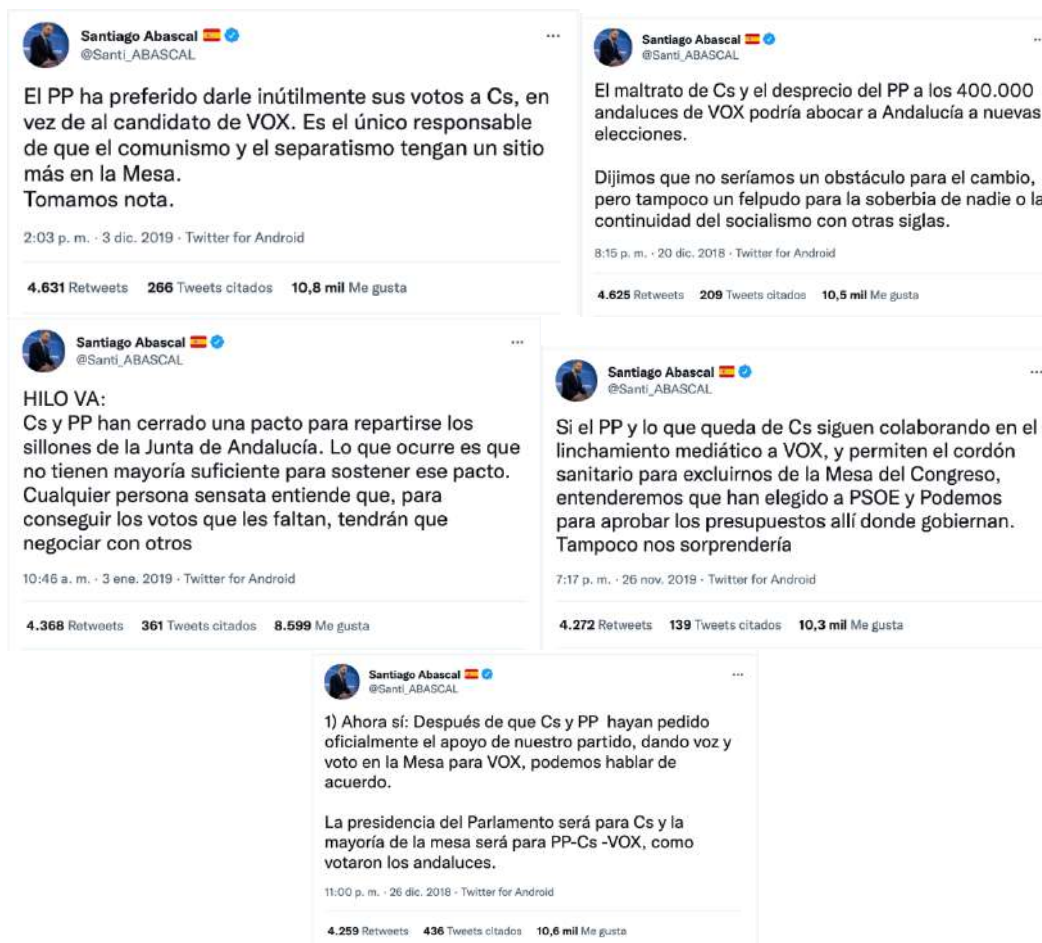 Santiago Abascal
@Santi_ABASCAL
El PP ha preferido darle inútilmente sus votos a Cs, en
vez de al candidato de VOX. Es el único responsable
de que el comunismo y el separatismo tengan un sitio
más en la Mesa.
Tomamos nota.
2:03 p. m. · 3 dic. 2019 · Twitter for Android
4.631 Retweets 266 Tweets citados 10,8 mil Me gusta
Santiago Abascal
@Santi_ABASCAL
El maltrato de Cs y el desprecio del PP a los 400.000
andaluces de VOX podría abocar a Andalucía a nuevas
elecciones.
Dijimos que no seríamos un obstáculo para el cambio,
pero tampoco un felpudo para la soberbia de nadie o la
continuidad del socialismo con otras siglas.
8:15 p. m. · 20 dic. 2018 · Twitter for Android
4.625 Retweets 209 Tweets citados 10,5 mil Me gusta
Santiago Abascal
@Santi_ABASCAL
HILO VA:
Cs y PP han cerrado una pacto para repartirse los
sillones de la Junta de Andalucía. Lo que ocurre es que
no tienen mayoría suficiente para sostener ese pacto.
Cualquier persona sensata entiende que, para
conseguir los votos que les faltan, tendrán que
negociar con otros
10:46 a. m. · 3 ene. 2019 · Twitter for Android
4.368 Retweets 361 Tweets citados 8.599 Me gusta
Santiago Abascal
@Santi_ABASCAL
Si el PP y lo que queda de Cs siguen colaborando en el
linchamiento mediático a VOX, y permiten el cordón
sanitario para excluirnos de la Mesa del Congreso,
entenderemos que han elegido a PSOE y Podemos
para aprobar los presupuestos allí donde gobiernan.
Tampoco nos sorprendería
7:17 p. m. · 26 nov. 2019 · Twitter for Android
4.272 Retweets 139 Tweets citados 10,3 mil Me gusta
Santiago Abascal
@Santi_ABASCAL
1) Ahora sí: Después de que Cs y PP hayan pedido
oficialmente el apoyo de nuestro partido, dando voz y
voto en la Mesa para VOX, podemos hablar de
acuerdo.
La presidencia del Parlamento será para Cs y la
mayoría de la mesa será para PP-Cs -VOX, como
votaron los andaluces.
11:00 p. m. · 26 dic. 2018 · Twitter for Android
4.259 Retweets 436 Tweets citados 10,6 mil Me gusta